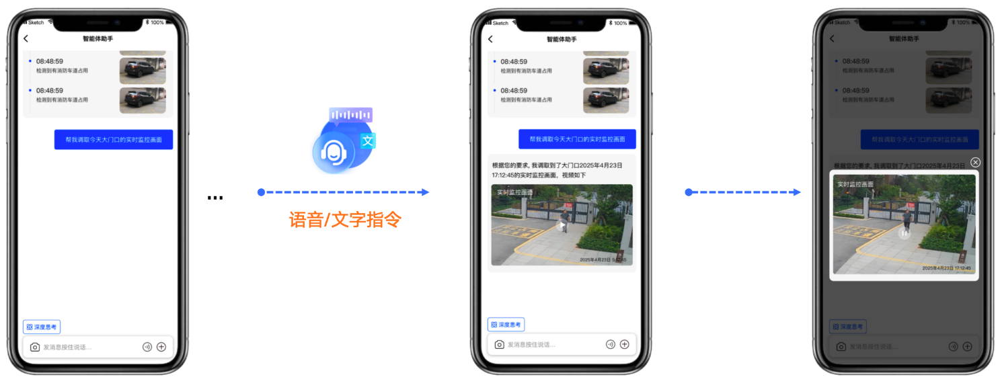 Sketch
100%
智能体助手
08:48:59
检测到有消防车道占用
08:48:59
检测到有消防车道占用
帮我调取今天大门口的实时监控画面
深度思考
发消息按住说话...
...
文
语音/文字指令
Sketch
100%
智能体助手
08:48:59
检测到有消防车道占用
08:48:59
检测到有消防车道占用
帮我调取今天大门口的实时监控画面
根据您的要求, 我调取到了大门口2025年4月23日
17:12:45的实时监控画面，视频如下
实时监控画面
2025年4月23日 5:12:45
深度思考
发消息按住说话...
Sketch
100%
智能体助手
08:48:59
检测到有消防车道占用
08:48:59
检测到有消防车道占用
帮我调取今天大门口的实时监控画面
根据您的要求, 我调取到了大门口2025年4月23日
实时监控画面
2025年4月23日 17:12:45
深度思考
发消息按住说话...